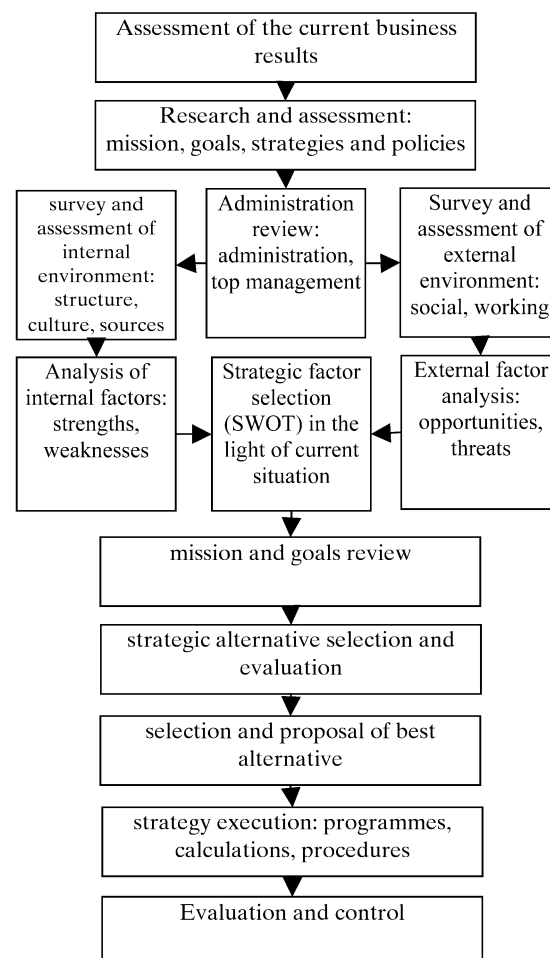 Assessment of the current business
results
Research and assessment:
mission, goals, strategies and policies
survey and
assessment of
internal
environment:
structure,
culture, sources
Administration
review:
administration,
top management
Survey and
assessment of
external
environment:
social, working
Analysis of
internal factors:
strengths,
weaknesses
Strategic factor
selection
(SWOT) in the
light of current
situation
External factor
analysis:
opportunities,
threats
mission and goals review
strategic alternative selection and
evaluation
selection and proposal of best
alternative
strategy execution: programmes,
calculations, procedures
Evaluation and control